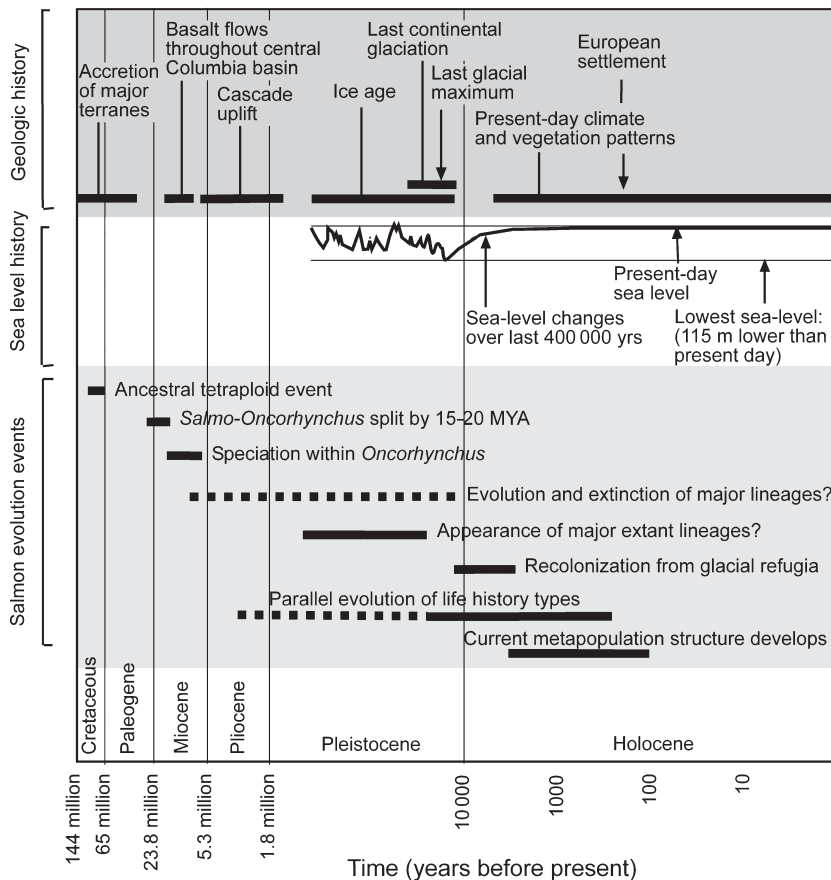 Geologic history
Accretion
of major
terranes
Basalt flows
throughout central
Columbia basin
Cascade
uplift
Ice age
Last continental
glaciation
Last glacial
maximum
European
settlement
Present-day climate
and vegetation patterns
Sea level history
Sea-level changes
over last 400 000 yrs
Present-day
sea level
Lowest sea-level:
(115 m lower than
present day)
Salmon evolution events
Ancestral tetraploid event
Salmo-Oncorhynchus split by 15-20 MYA
Speciation within Oncorhynchus
Evolution and extinction of major lineages?
Appearance of major extant lineages?
Recolonization from glacial refugia
Parallel evolution of life history types
Current metapopulation structure develops
Cretaceous
Paleogene
Miocene
Pliocene
Pleistocene
Holocene
144 million
65 million
23.8 million
5.3 million
1.8 million
10 000
1000
100
10
Time (years before present)